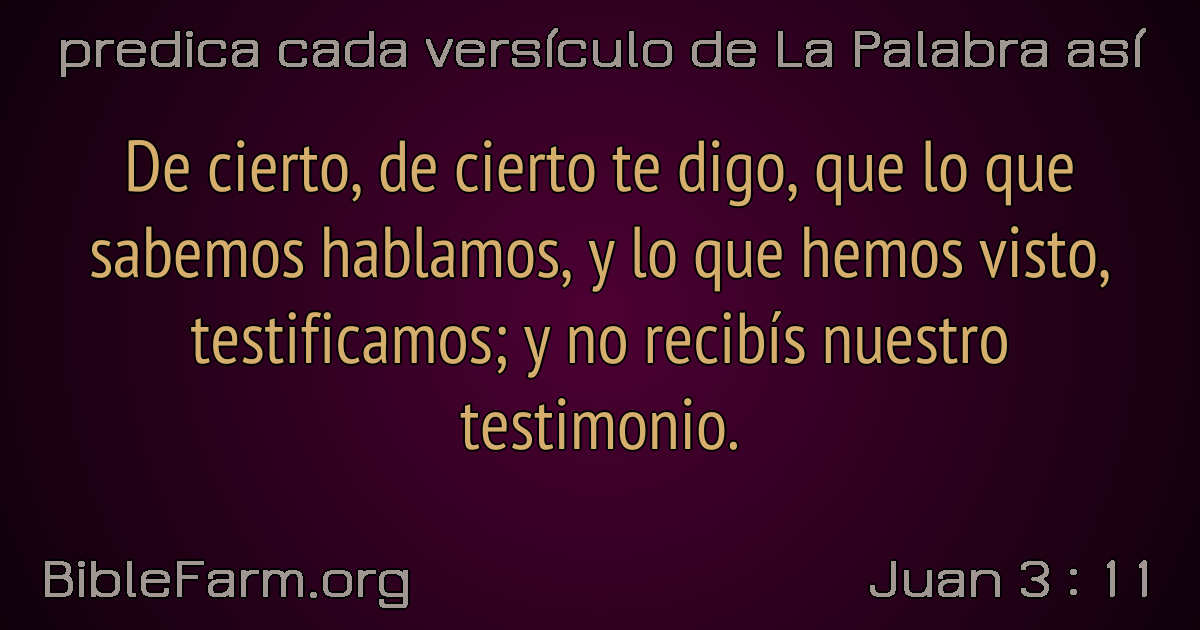 predica cada versículo de La Palabra así
De cierto, de cierto te digo, que lo que
sabemos hablamos, y lo que hemos visto,
testificamos; y no recibís nuestro
testimonio.
BibleFarm.org
Juan 3 : 11